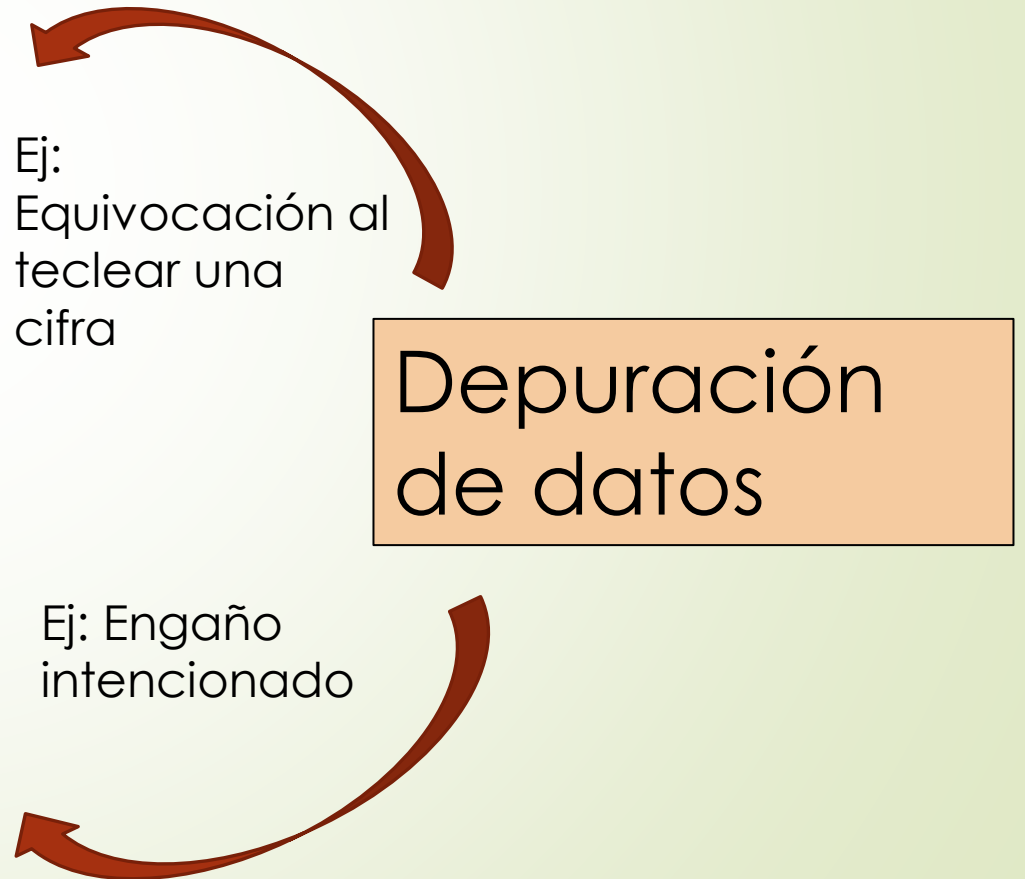 Ej:
Equivocación al
teclear una
cifra
Depuración
de datos
Ej: Engaño
intencionado